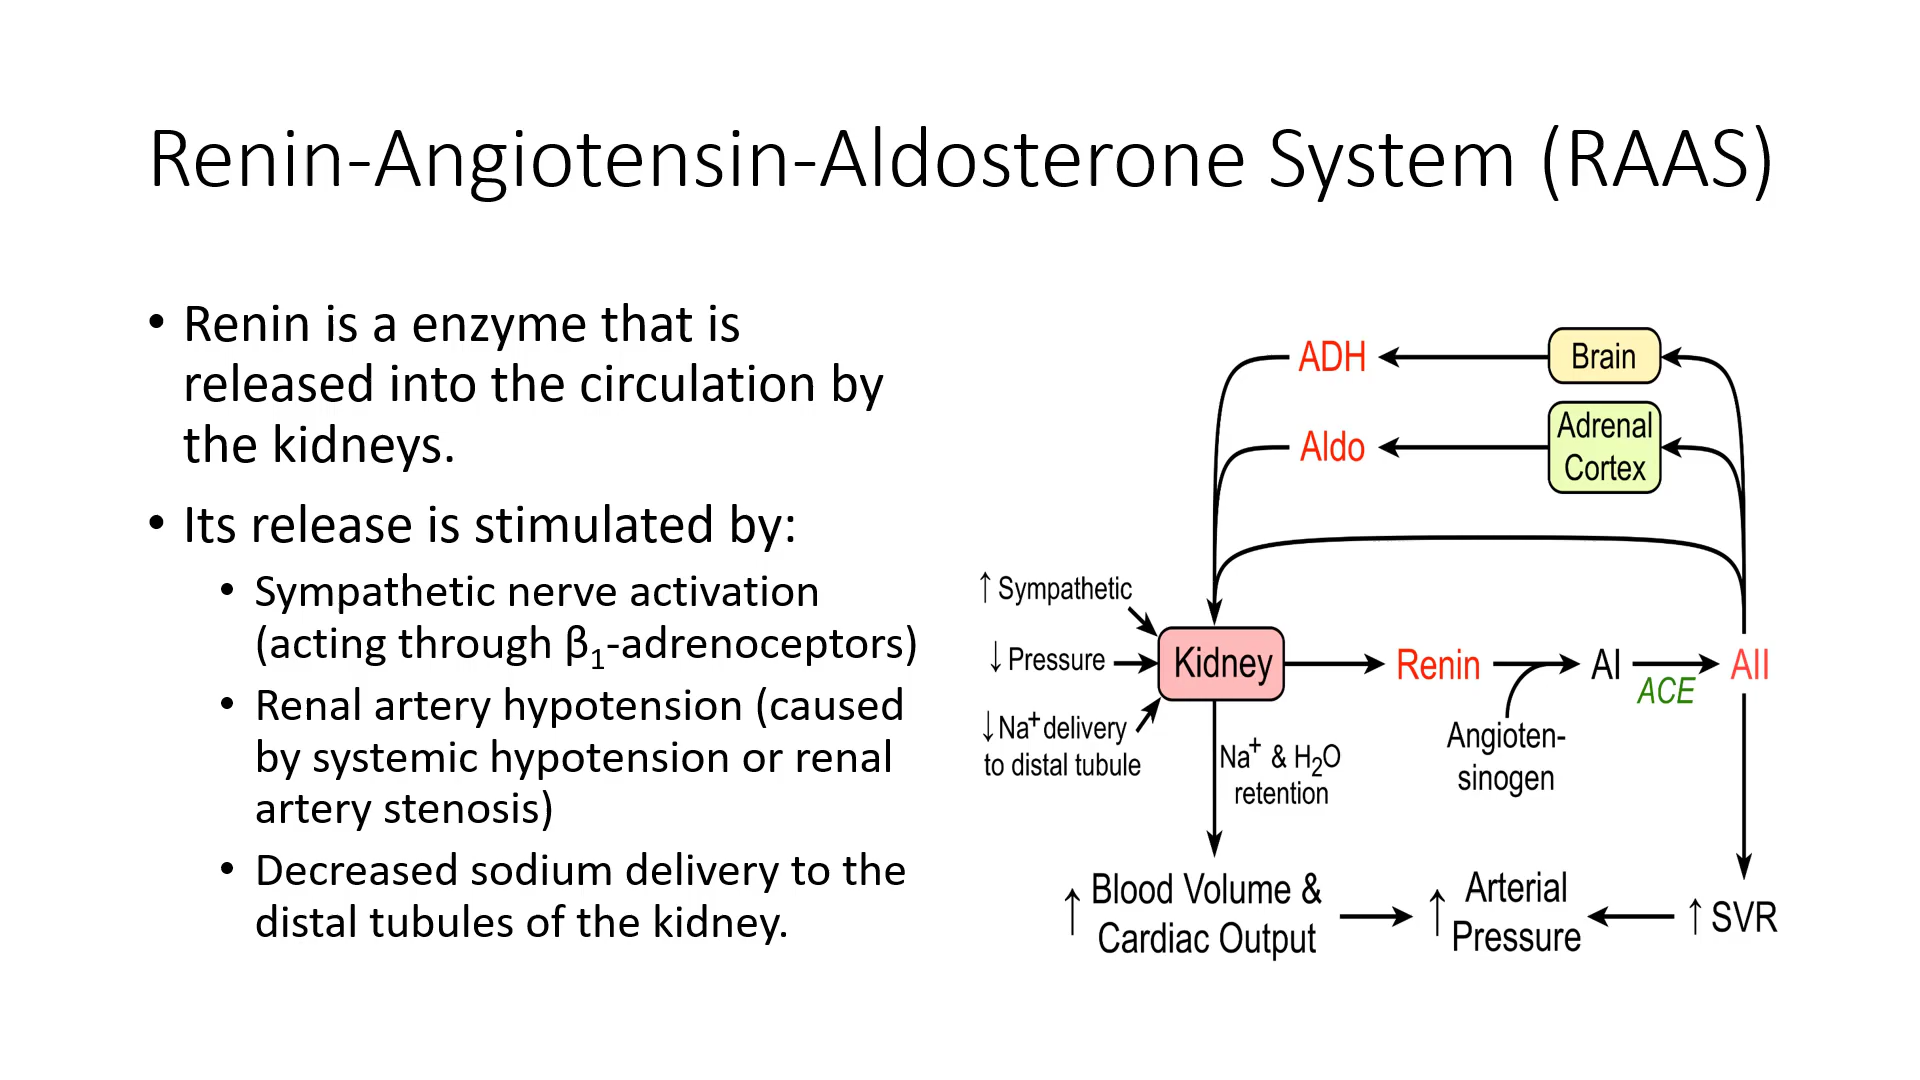 Renin-Angiotensin-Aldosterone System (RAAS)
• Renin is a enzyme that is
released into the circulation by
the kidneys.
• Its release is stimulated by:
• Sympathetic nerve activation
(acting through β₁-adrenoceptors)
• Renal artery hypotension (caused
by systemic hypotension or renal
artery stenosis)
• Decreased sodium delivery to the
distal tubules of the kidney.
ADH
Brain
Aldo
Adrenal
Cortex
↑ Sympathetic
↓ Pressure
↓ Na⁺ delivery
to distal tubule
Kidney
Renin
Angioten-
sinogen
AI
ACE
AII
Na⁺ & H₂O
retention
↑ Blood Volume &
Cardiac Output
↑ Arterial
Pressure
↑ SVR